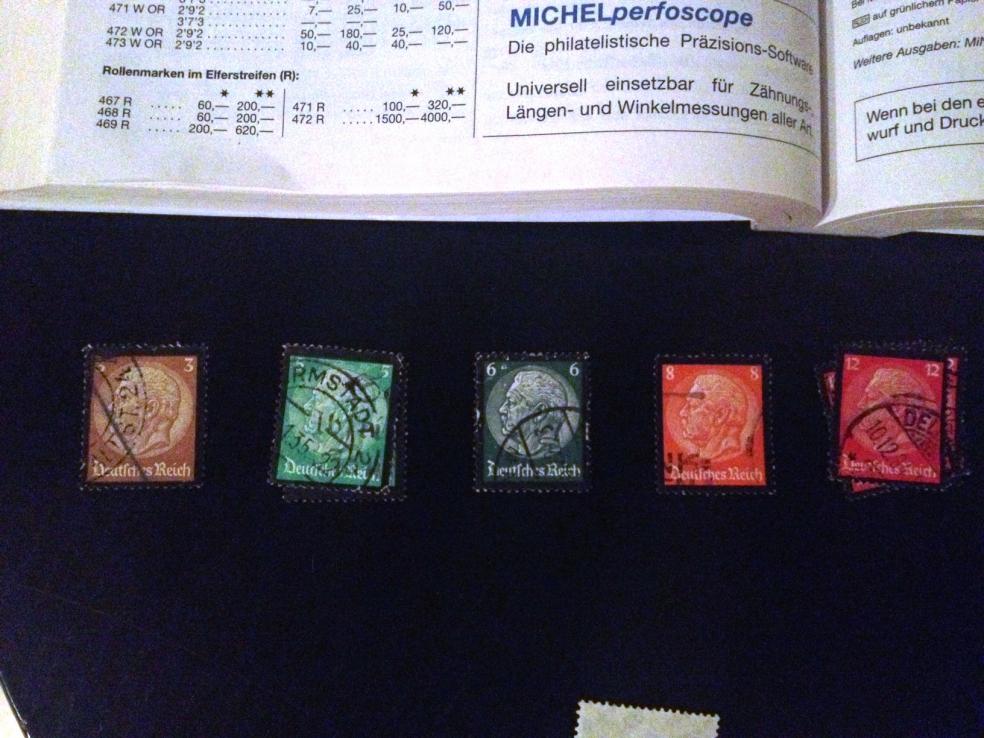 471 W OR 2'9'2 . . . . . . . . . . . . 7,— 25,— 10,— 50,—
3'7'3 . . . . . . . . . . . . —,— —,— —,— —,—
472 W OR 2'9'2 . . . . . . . . . . . . 50,— 180,— 25,— 120,—
473 W OR 2'9'2 . . . . . . . . . . . . 10,— 40,— 40,— —,—
Rollenmarken im Elferstreifen (R):
* ** * **
467 R . . . . . 60,— 200,— 471 R . . . . . 100,— 320,—
468 R . . . . . 60,— 200,— 472 R . . . . . 1500,— 4000,—
469 R . . . . . 200,— 620,—
MICHELperfoscope
Die philatelistische Präzisions-Software
Universell einsetzbar für Zähnungs-,
Längen- und Winkelmessungen aller Art.
auf grünlichem Papier
Auflagen: unbekannt
Weitere Ausgaben: MiN
Wenn bei den e
wurf und Druck
3
Deutsches Reich
5
RMSTADT
Deutsches Reich
6 6
Deutsches Reich
8 8
Deutsches Reich
12 12
10.12
Deutsches Reich